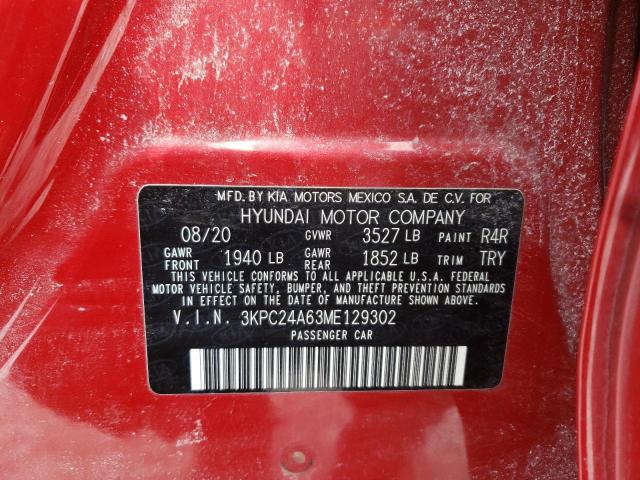 MFD. BY KIA MOTORS MEXICO S.A. DE C.V. FOR
HYUNDAI MOTOR COMPANY
08/20 GVWR 3527 LB PAINT R4R
GAWR FRONT 1940 LB GAWR REAR 1852 LB TRIM TRY
THIS VEHICLE CONFORMS TO ALL APPLICABLE U.S.A. FEDERAL
MOTOR VEHICLE SAFETY, BUMPER, AND THEFT PREVENTION STANDARDS
IN EFFECT ON THE DATE OF MANUFACTURE SHOWN ABOVE.
V.I.N. 3KPC24A63ME129302
PASSENGER CAR